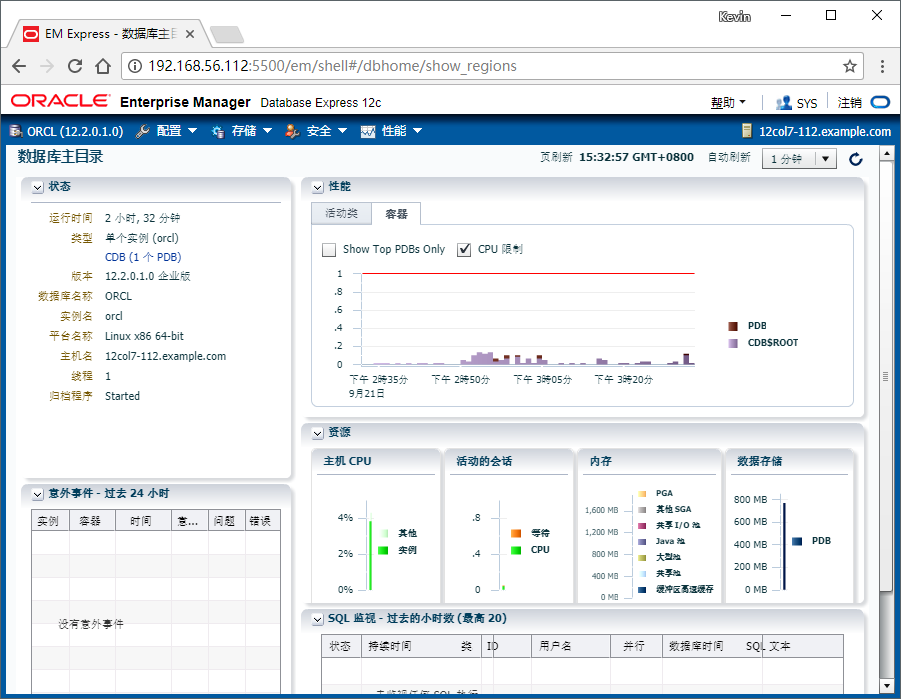 Kevin
EM Express - 数据库主目
192.168.56.112:5500/em/shell#/dbhome/show_regions
ORACLE Enterprise Manager Database Express 12c
帮助 SYS 注销
ORCL (12.2.0.1.0) 配置 存储 安全 性能 12col7-112.example.com
数据库主目录
页刷新 15:32:57 GMT+0800 自动刷新 1 分钟
状态
运行时间 2 小时, 32 分钟
类型 单个实例 (orcl)
CDB (1 个 PDB)
版本 12.2.0.1.0 企业版
数据库名称 ORCL
实例名 orcl
平台名称 Linux x86 64-bit
主机名 12col7-112.example.com
线程 1
归档程序 Started
意外事件 - 过去 24 小时
实例 容器 时间 意... 问题 错误
没有意外事件
性能
活动类 容器
Show Top PDBs Only CPU 限制
1
.8
.6
.4
.2
0
下午 2時35分 下午 2時50分 下午 3時05分 下午 3時20分
9月21日
PDB
CDB$ROOT
资源
主机 CPU
4%
2%
0%
其他
实例
活动的会话
.8
.4
0
等待
CPU
内存
1,600 MB
1,200 MB
800 MB
400 MB
0 MB
PGA
其他 SGA
共享 I/O 池
Java 池
大型池
共享池
缓冲区高速缓存
数据存储
800 MB
600 MB
400 MB
200 MB
0 MB
PDB
SQL 监视 - 过去的小时数 (最高 20)
状态 持续时间 类 ID 用户名 并行 数据库时间 SQL 文本